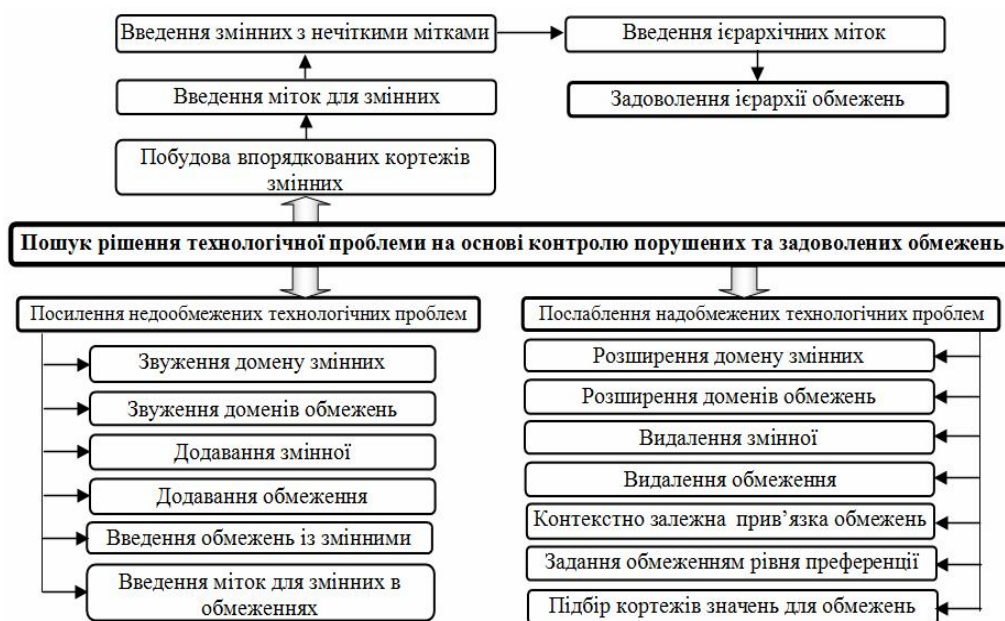 Введення змінних з нечіткими мітками
Введення ієрархічних міток
Введення міток для змінних
Задоволення ієрархії обмежень
Побудова впорядкованих кортежів
змінних
Пошук рішення технологічної проблеми на основі контролю порушених та задоволених обмежень
Посилення недообмежених технологічних проблем
Звуження домену змінних
Звуження доменів обмежень
Додавання змінної
Додавання обмеження
Введення обмежень із змінними
Введення міток для змінних в
обмеженнях
Послаблення надобмежених технологічних проблем
Розширення домену змінних
Розширення доменів обмежень
Видалення змінної
Видалення обмеження
Контекстно залежна прив’язка обмежень
Задання обмеженням рівня преференції
Підбір кортежів значень для обмежень